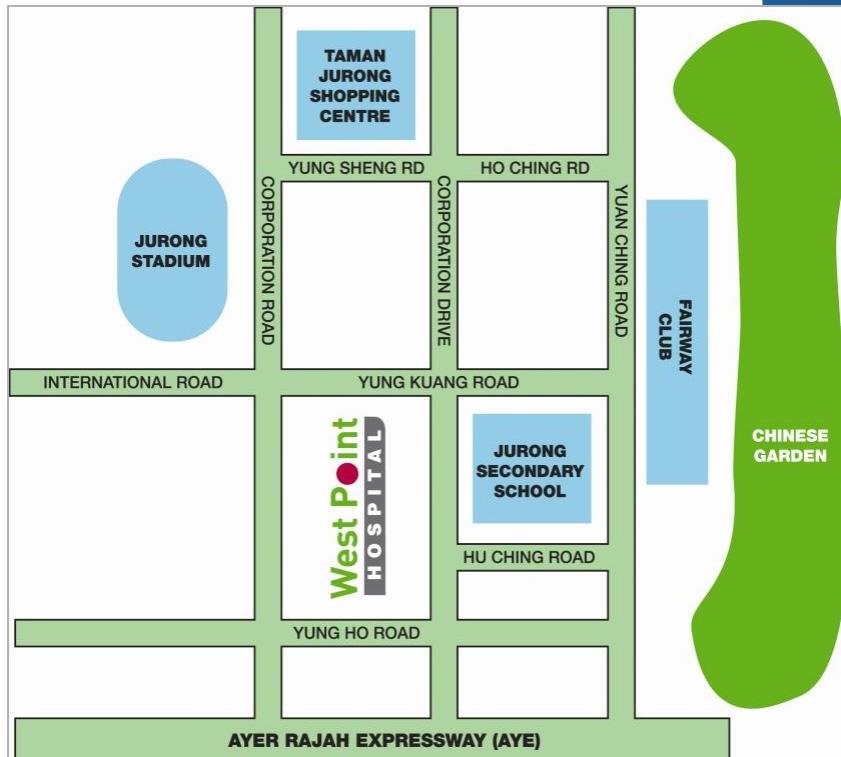 TAMAN
JURONG
SHOPPING
CENTRE
YUNG SHENG RD
HO CHING RD
CORPORATION ROAD
CORPORATION DRIVE
YUAN CHING ROAD
JURONG
STADIUM
FAIRWAY
CLUB
INTERNATIONAL ROAD
YUNG KUANG ROAD
West Point
HOSPITAL
JURONG
SECONDARY
SCHOOL
CHINESE
GARDEN
HU CHING ROAD
YUNG HO ROAD
AYER RAJAH EXPRESSWAY (AYE)